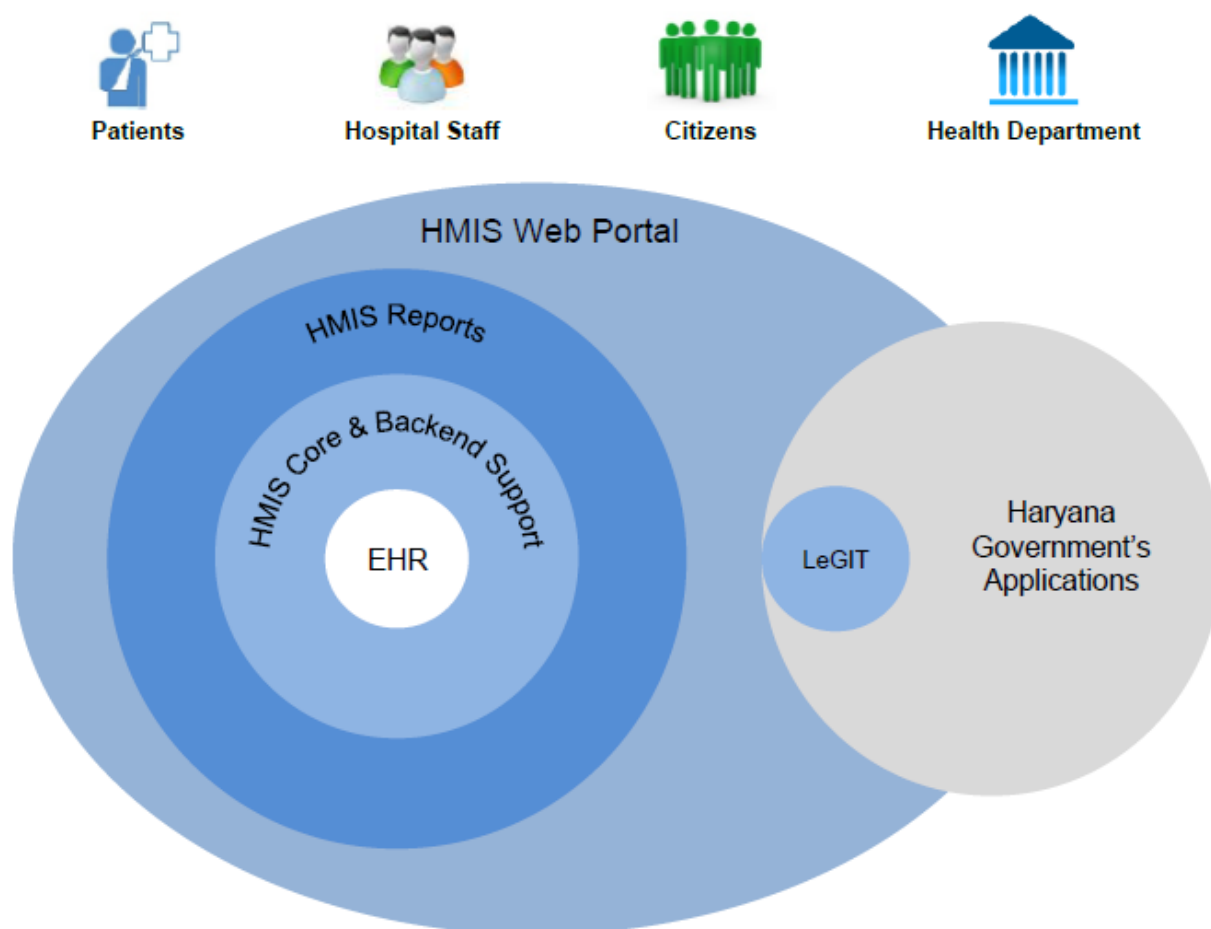 Patients
Hospital Staff
Citizens
Health Department
HMIS Web Portal
HMIS Reports
HMIS Core & Backend Support
EHR
LeGIT
Haryana
Government's
Applications